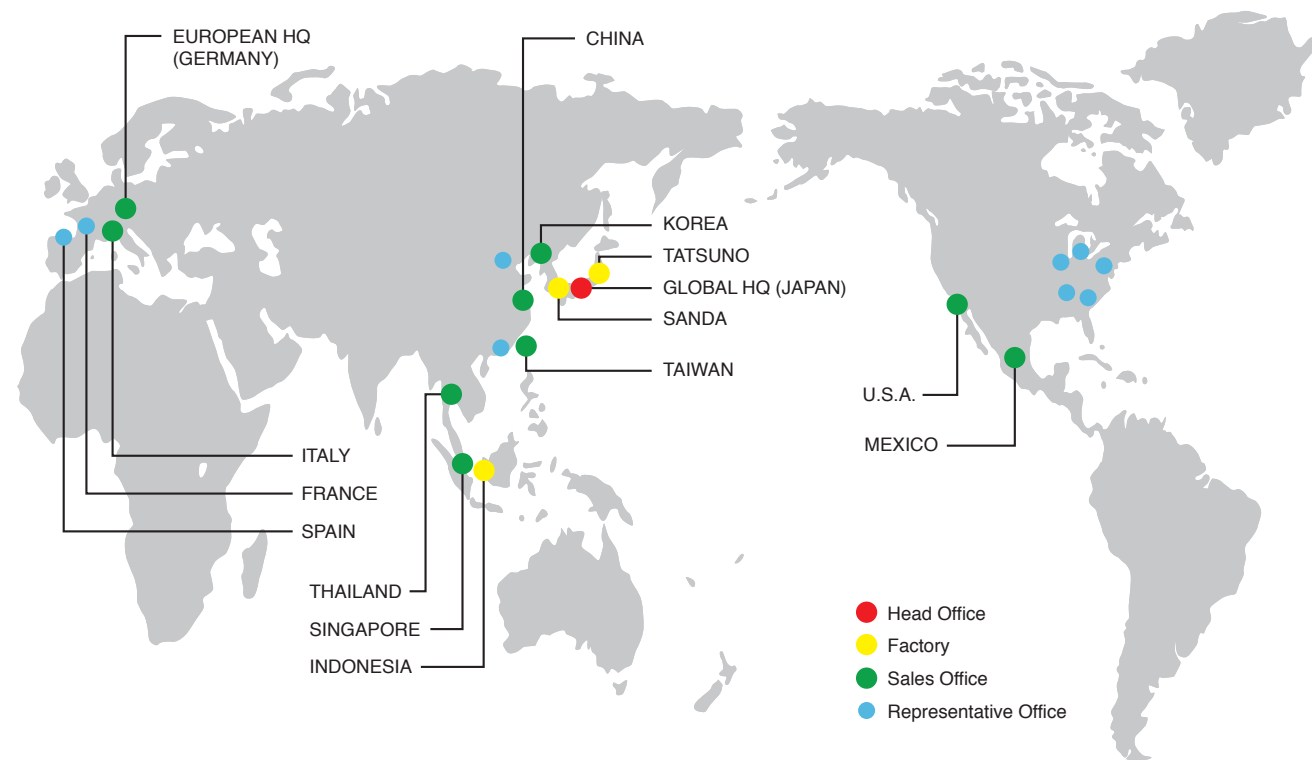 EUROPEAN HQ
(GERMANY)
CHINA
KOREA
TATSUNO
GLOBAL HQ (JAPAN)
SANDA
TAIWAN
U.S.A.
MEXICO
ITALY
FRANCE
SPAIN
THAILAND
SINGAPORE
INDONESIA
Head Office
Factory
Sales Office
Representative Office